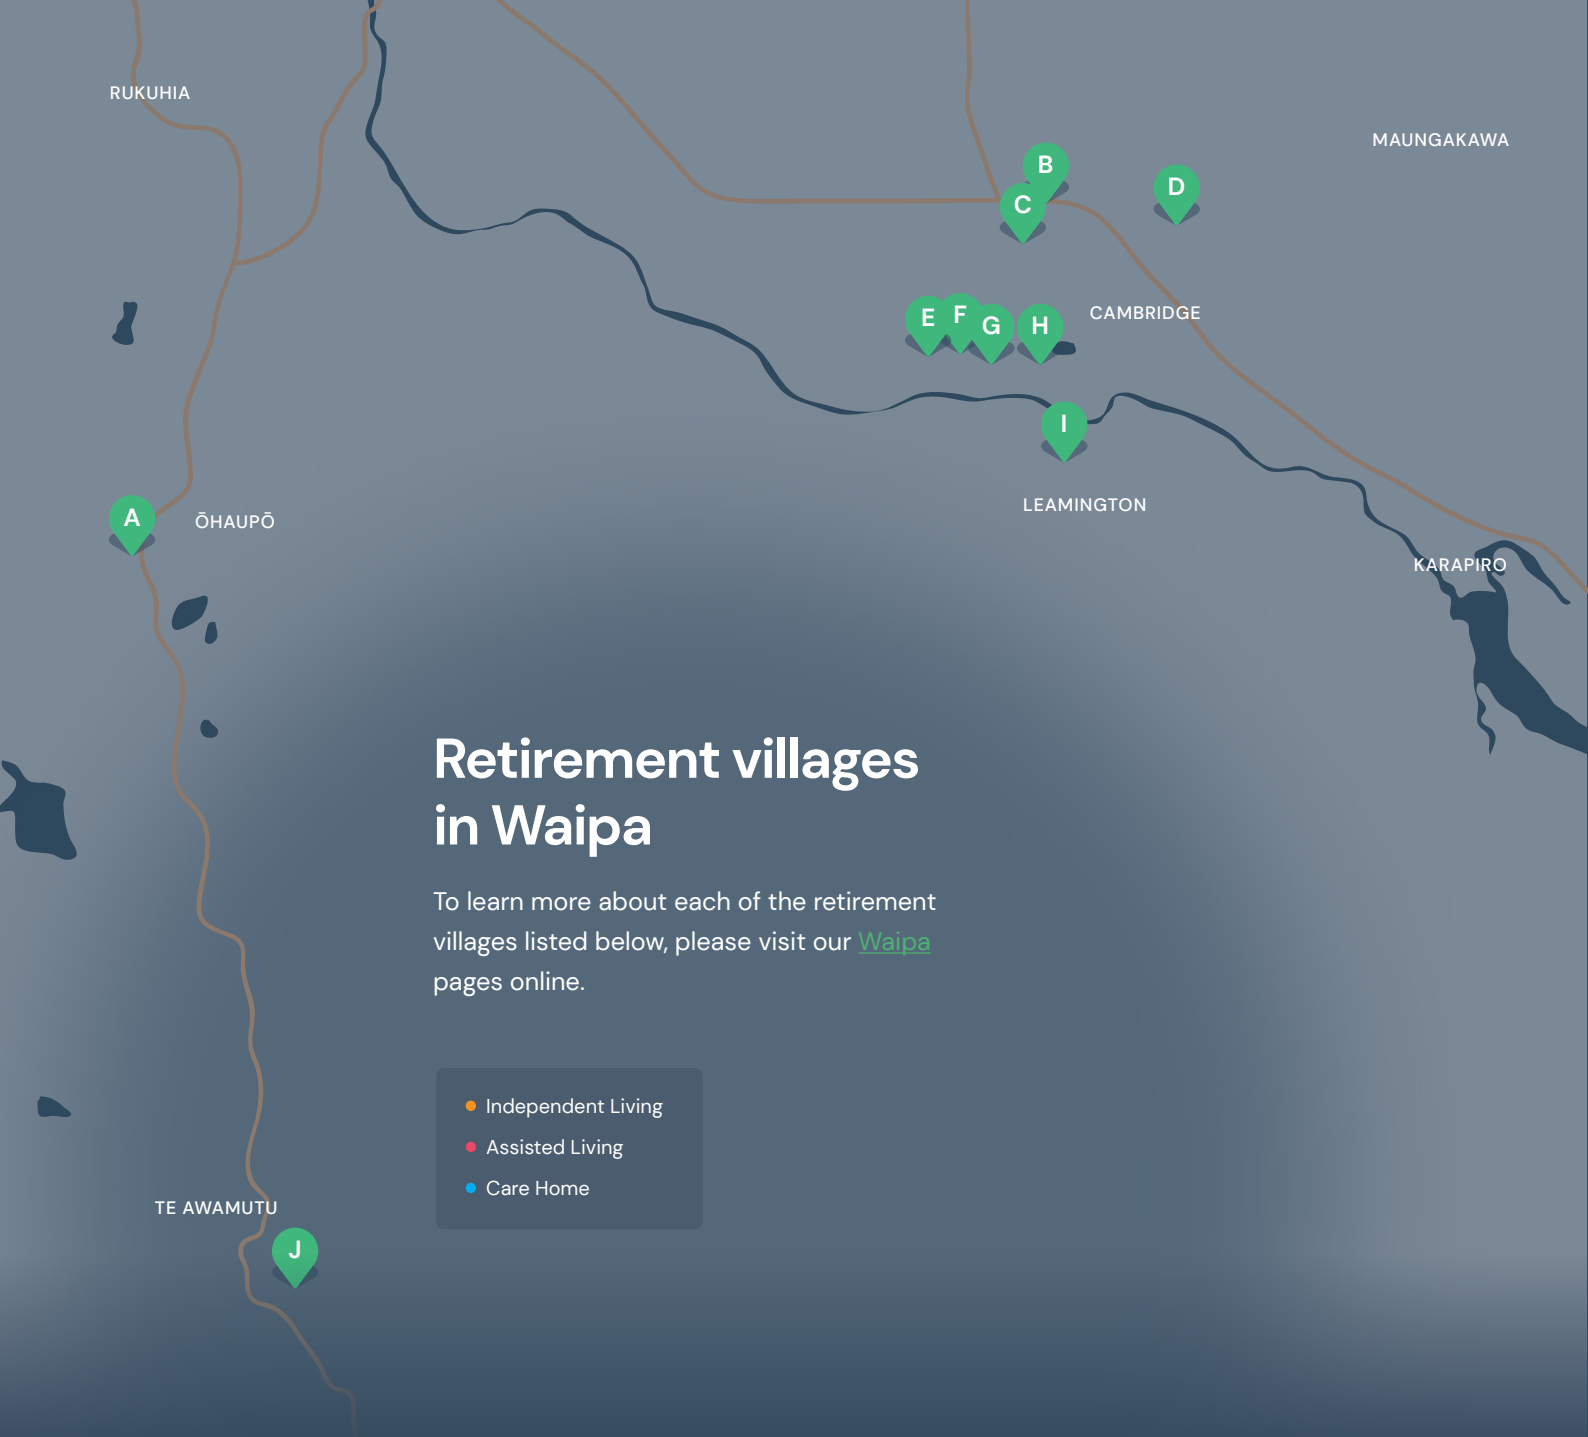 RUKUHIA
MAUNGAKAWA
B
D
C
CAMBRIDGE
E
F
G
H
I
LEAMINGTON
A
ŌHAUPŌ
KARAPIRO
Retirement villages
in Waipa
To learn more about each of the retirement
villages listed below, please visit our Waipa
pages online.
Independent Living
Assisted Living
Care Home
TE AWAMUTU
J